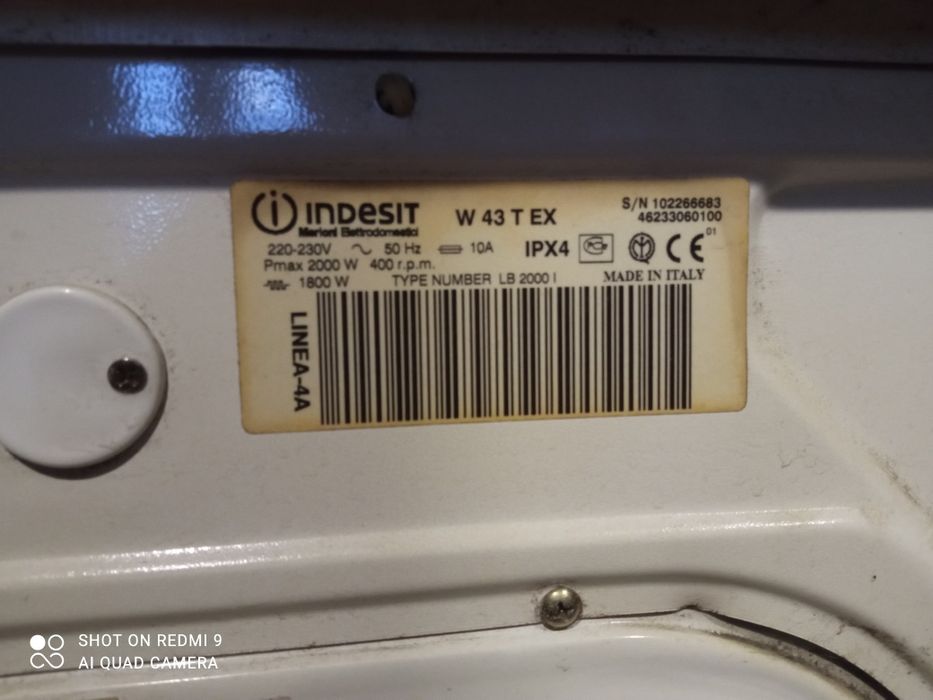 INDESIT
Merloni Elettrodomestici
W 43 T EX
S/N 102266683
46233060100
220-230V 50 Hz 10A
IPX4
01
Pmax 2000 W 400 r.p.m.
1800 W TYPE NUMBER LB 2000 I
MADE IN ITALY
LINEA-4A
SHOT ON REDMI 9
AI QUAD CAMERA